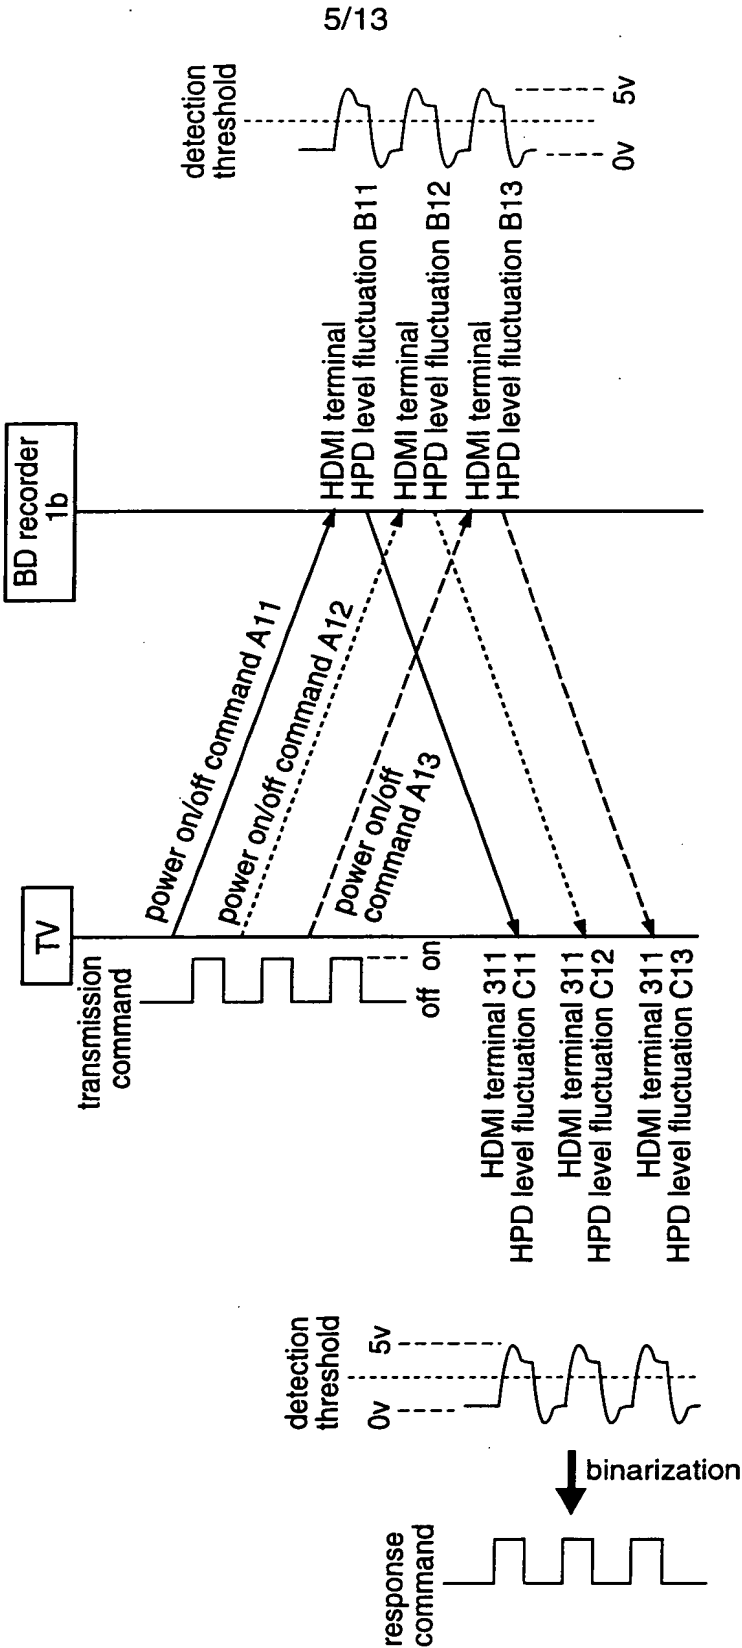 5/13
detection
threshold
5v
0v
HDMI terminal
HPD level fluctuation B11
HDMI terminal
HPD level fluctuation B12
HDMI terminal
HPD level fluctuation B13
BD recorder
1b
power on/off command A11
power on/off command A12
power on/off
command A13
TV
transmission
command
off on
HDMI terminal 311
HPD level fluctuation C11
HDMI terminal 311
HPD level fluctuation C12
HDMI terminal 311
HPD level fluctuation C13
detection
threshold
5v
0v
binarization
response
command